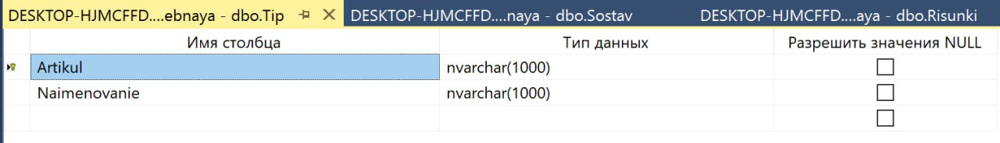 DESKTOP-HJMCFFD....ebnaya - dbo.Tip DESKTOP-HJMCFFD....naya - dbo.Sostav DESKTOP-HJMCFFD....aya - dbo.Risunki
Имя столбца Тип данных Разрешить значения NULL
Artikul nvarchar(1000)
Naimenovanie nvarchar(1000)